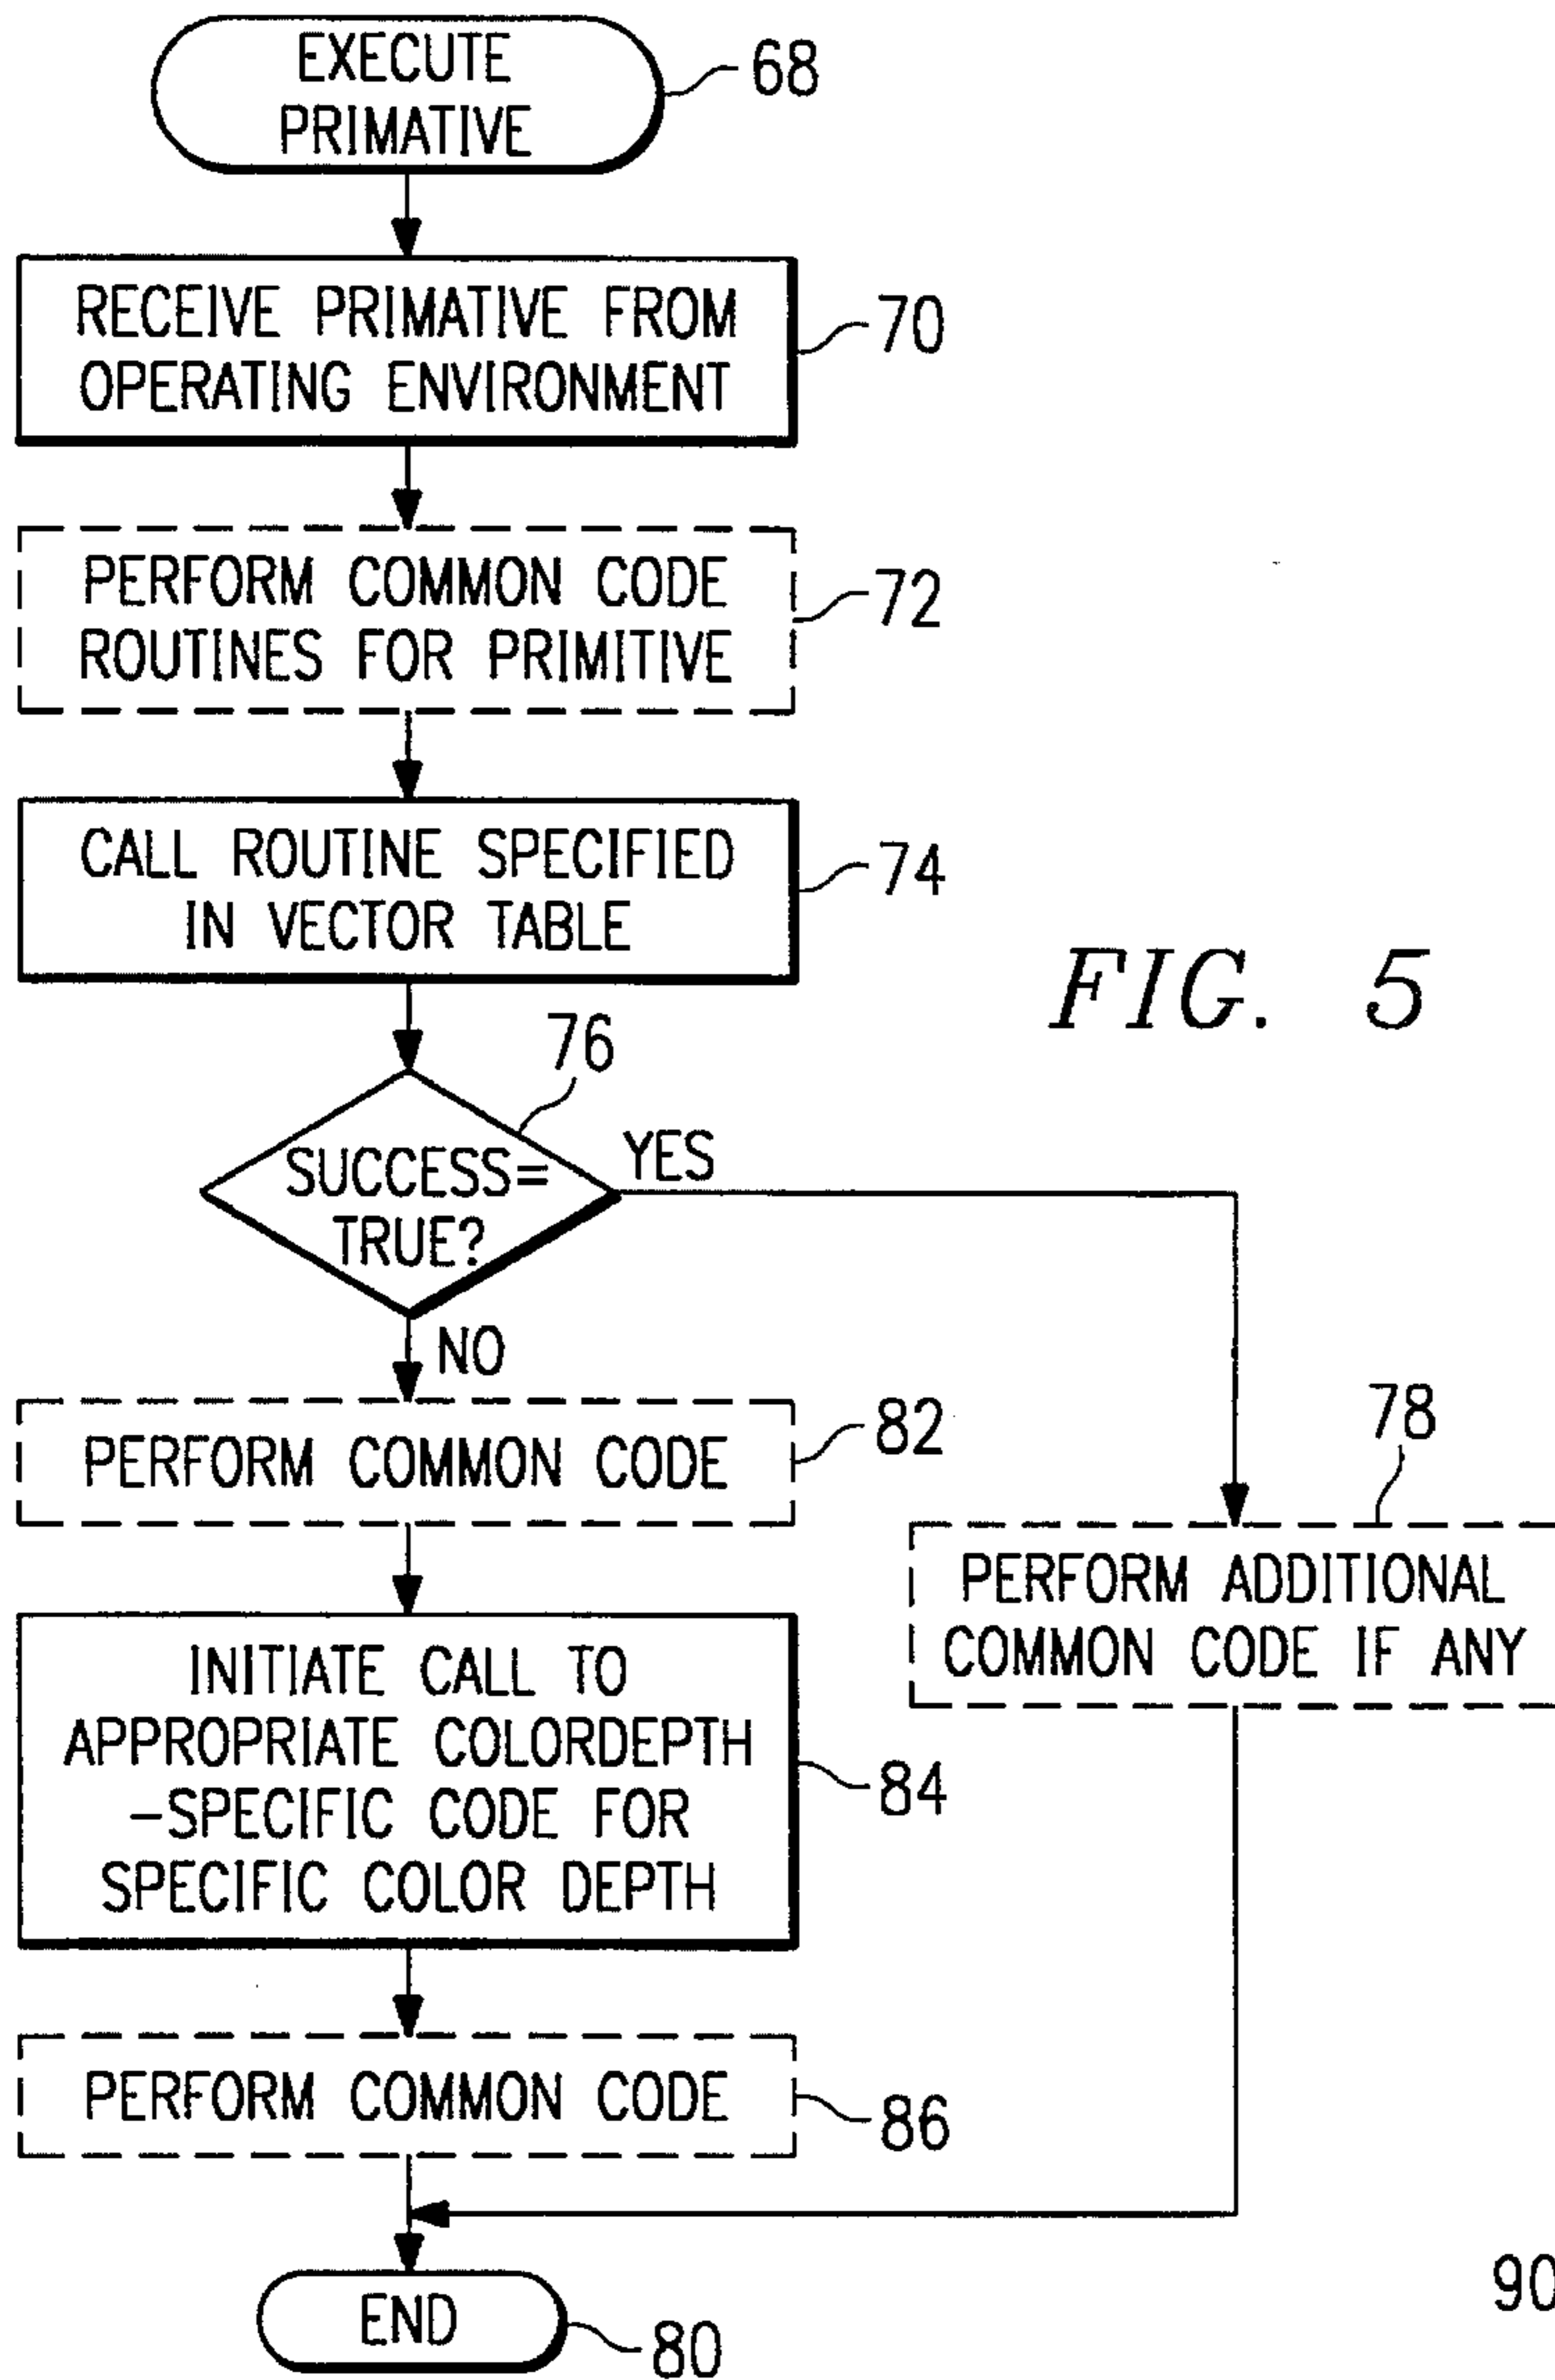 EXECUTE
PRIMATIVE
68
RECEIVE PRIMATIVE FROM
OPERATING ENVIRONMENT
70
PERFORM COMMON CODE
ROUTINES FOR PRIMITIVE
72
CALL ROUTINE SPECIFIED
IN VECTOR TABLE
74
FIG. 5
76
SUCCESS=
TRUE?
YES
NO
PERFORM COMMON CODE
82
78
PERFORM ADDITIONAL
COMMON CODE IF ANY
INITIATE CALL TO
APPROPRIATE COLORDEPTH
-SPECIFIC CODE FOR
SPECIFIC COLOR DEPTH
84
PERFORM COMMON CODE
86
END
80
90